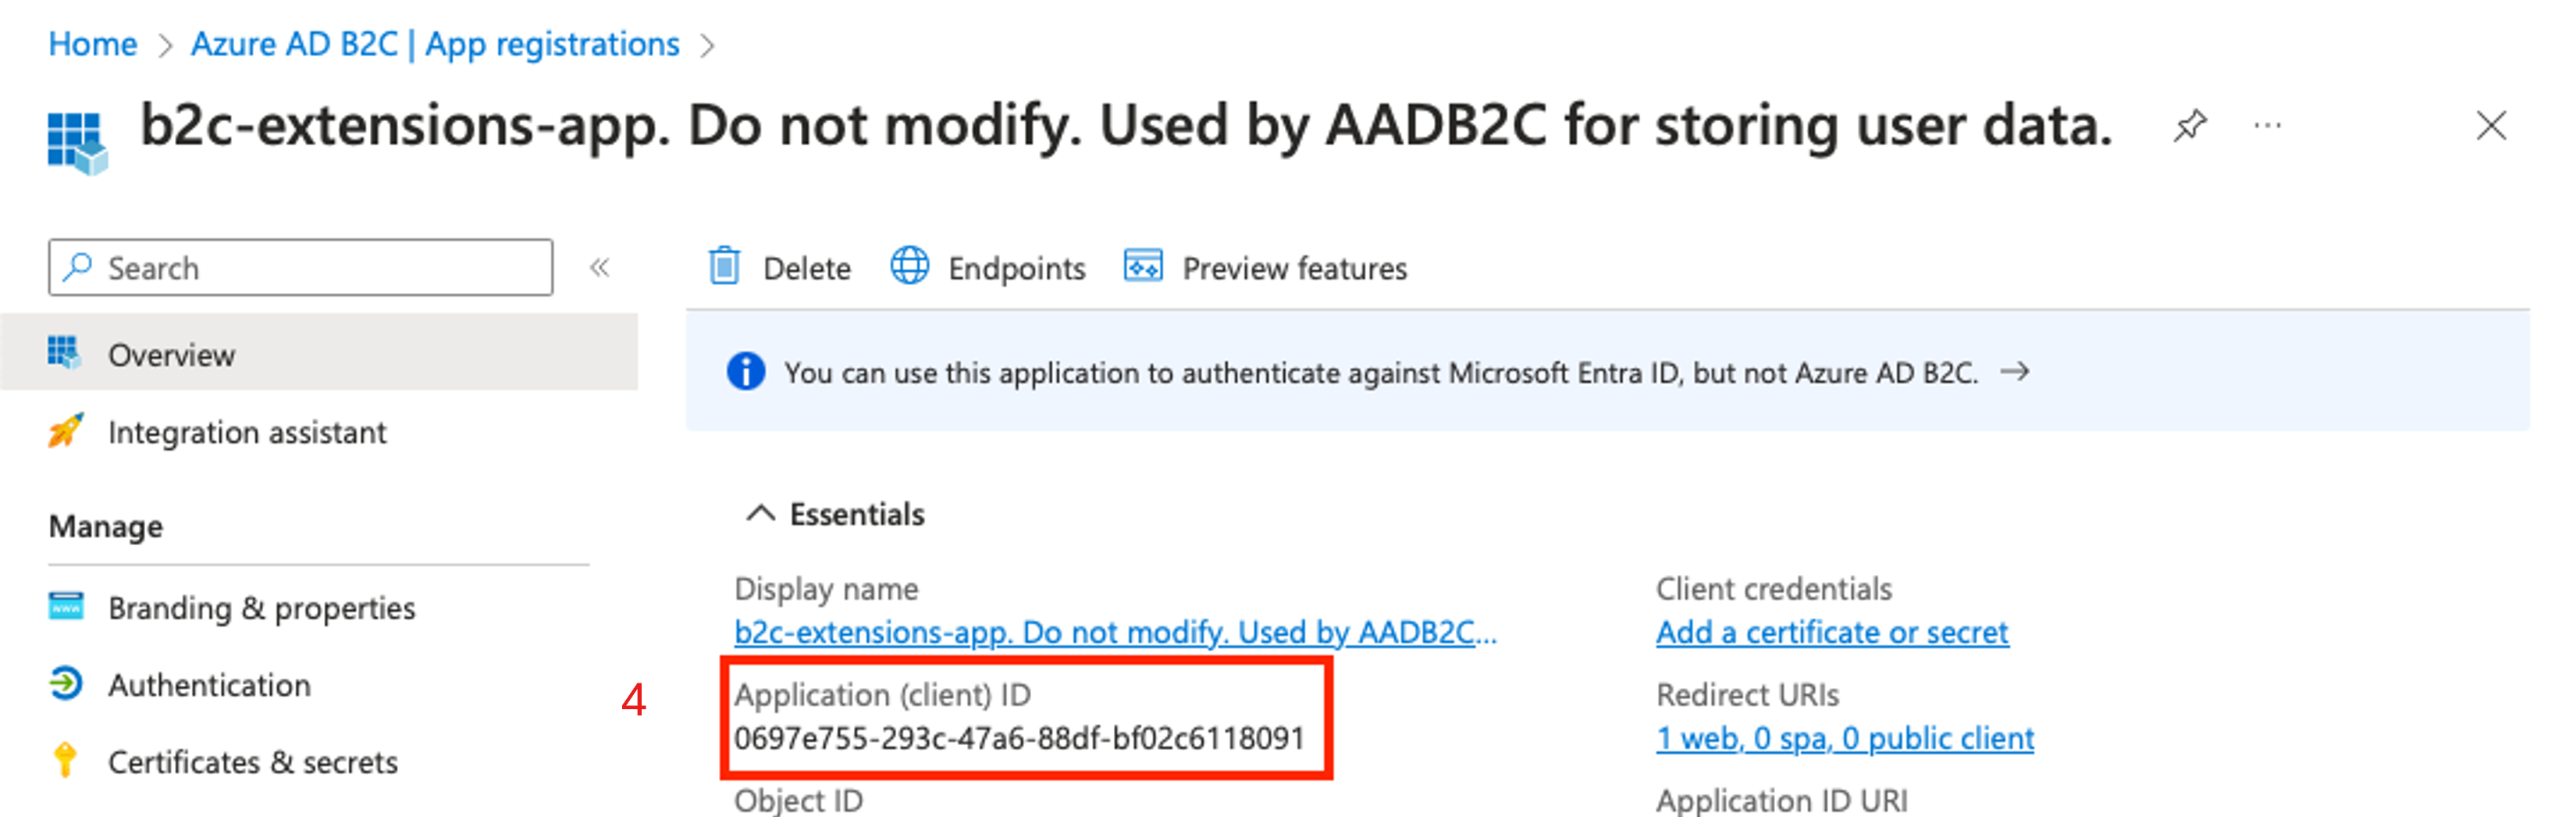 Home > Azure AD B2C | App registrations >
b2c-extensions-app. Do not modify. Used by AADB2C for storing user data.
Search
Delete
Endpoints
Preview features
Overview
You can use this application to authenticate against Microsoft Entra ID, but not Azure AD B2C. →
Integration assistant
Manage
Branding & properties
Authentication
Certificates & secrets
Essentials
Display name
b2c-extensions-app. Do not modify. Used by AADB2C...
4
Application (client) ID
0697e755-293c-47a6-88df-bf02c6118091
Object ID
Client credentials
Add a certificate or secret
Redirect URIs
1 web, 0 spa, 0 public client
Application ID URI